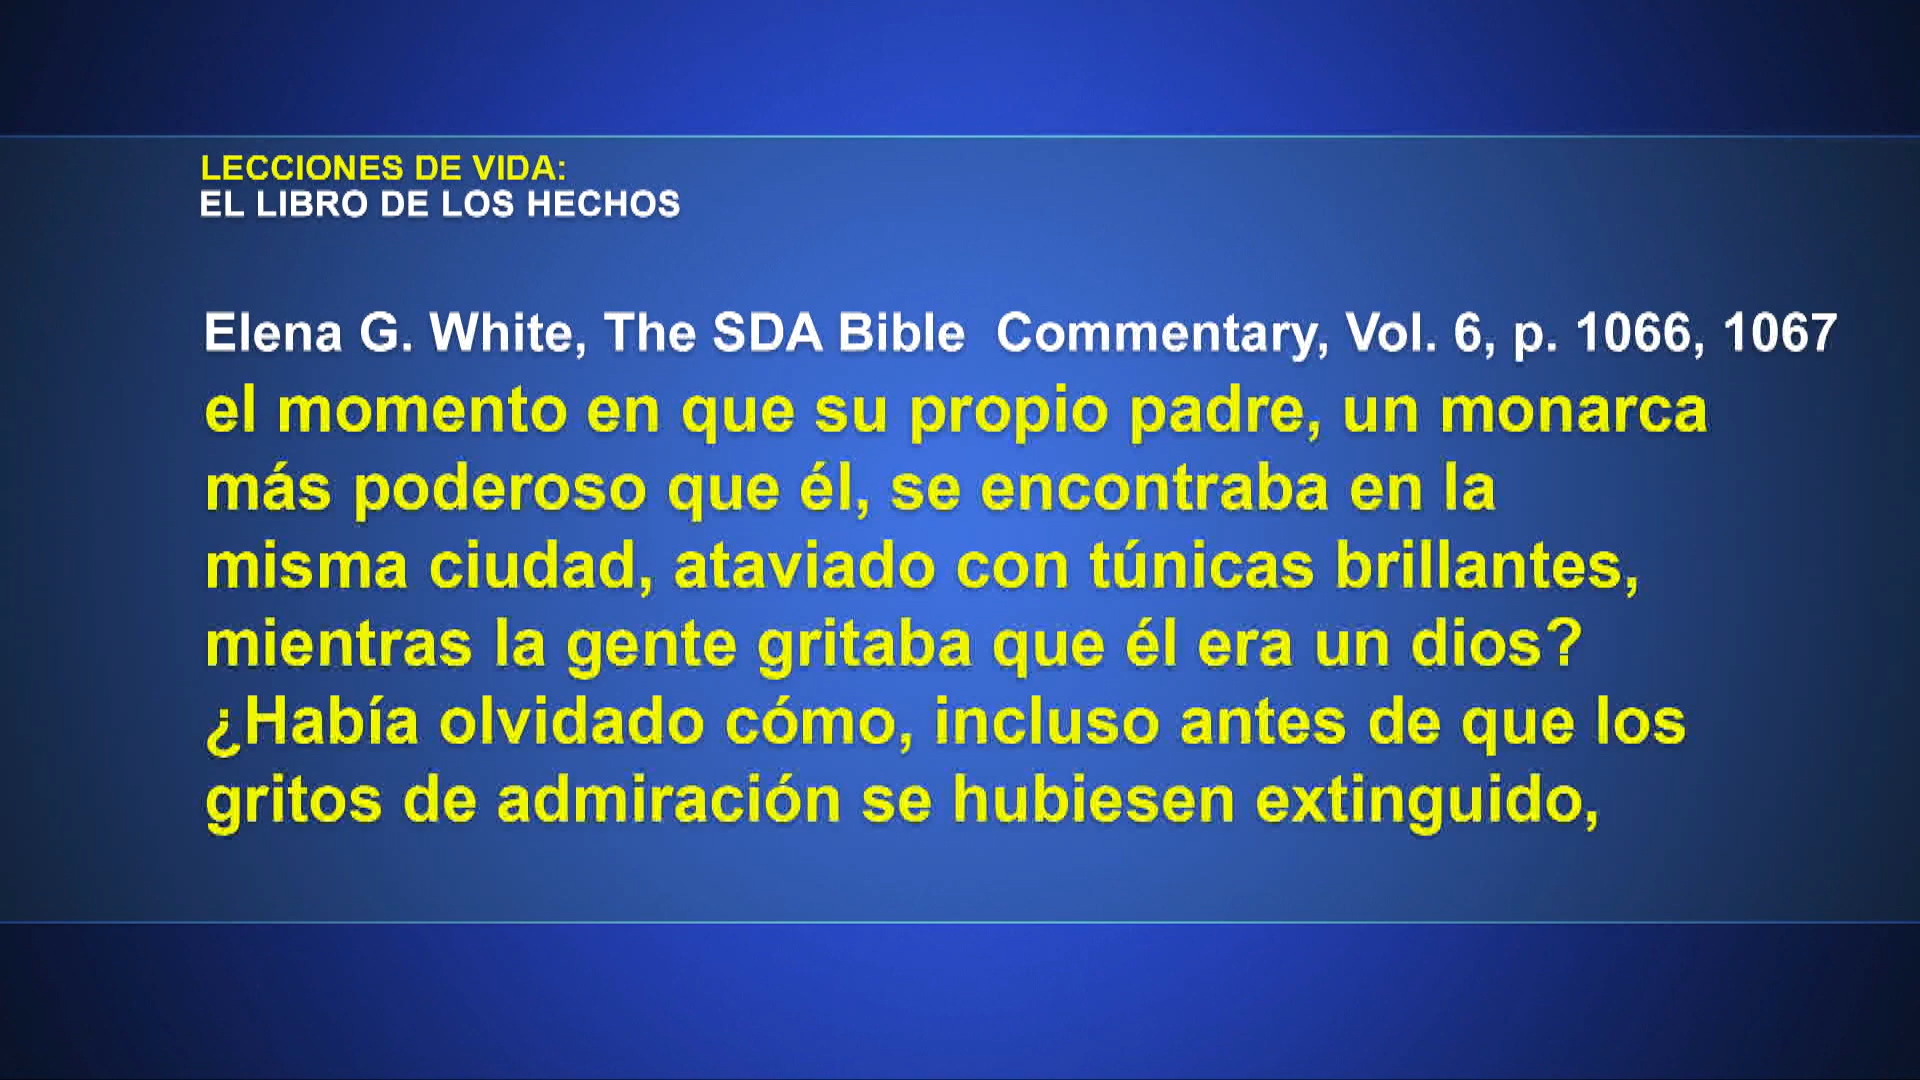 LECCIONES DE VIDA:
EL LIBRO DE LOS HECHOS
Elena G. White, The SDA Bible Commentary, Vol. 6, p. 1066, 1067
el momento en que su propio padre, un monarca
más poderoso que él, se encontraba en la
misma ciudad, ataviado con túnicas brillantes,
mientras la gente gritaba que él era un dios?
¿Había olvidado cómo, incluso antes de que los
gritos de admiración se hubiesen extinguido,